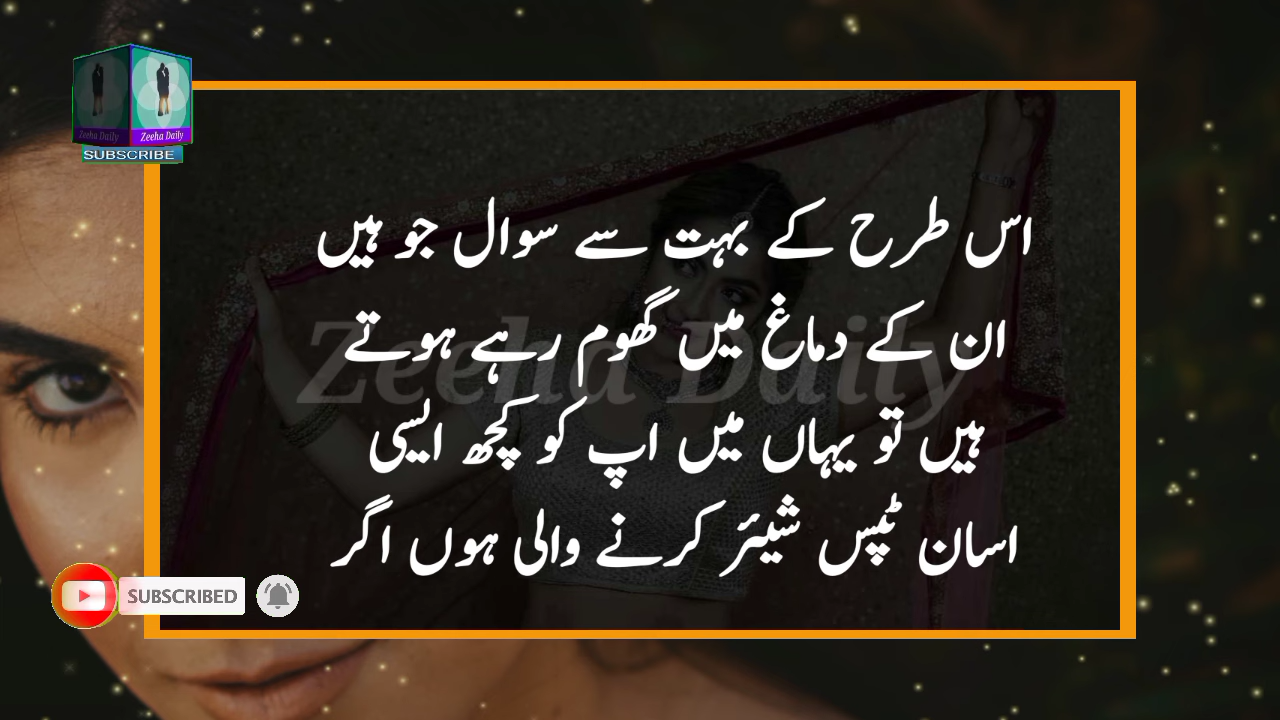 Zeeha Daily
Zeeha Daily
SUBSCRIBE
اس طرح کے بہت سے سوال جو ہیں
ان کے دماغ میں گھوم رہے ہوتے
Zeeha Daily
ہیں تو یہاں میں اپ کو کچھ ایسی
اسان ٹپس شیئر کرنے والی ہوں اگر
SUBSCRIBED